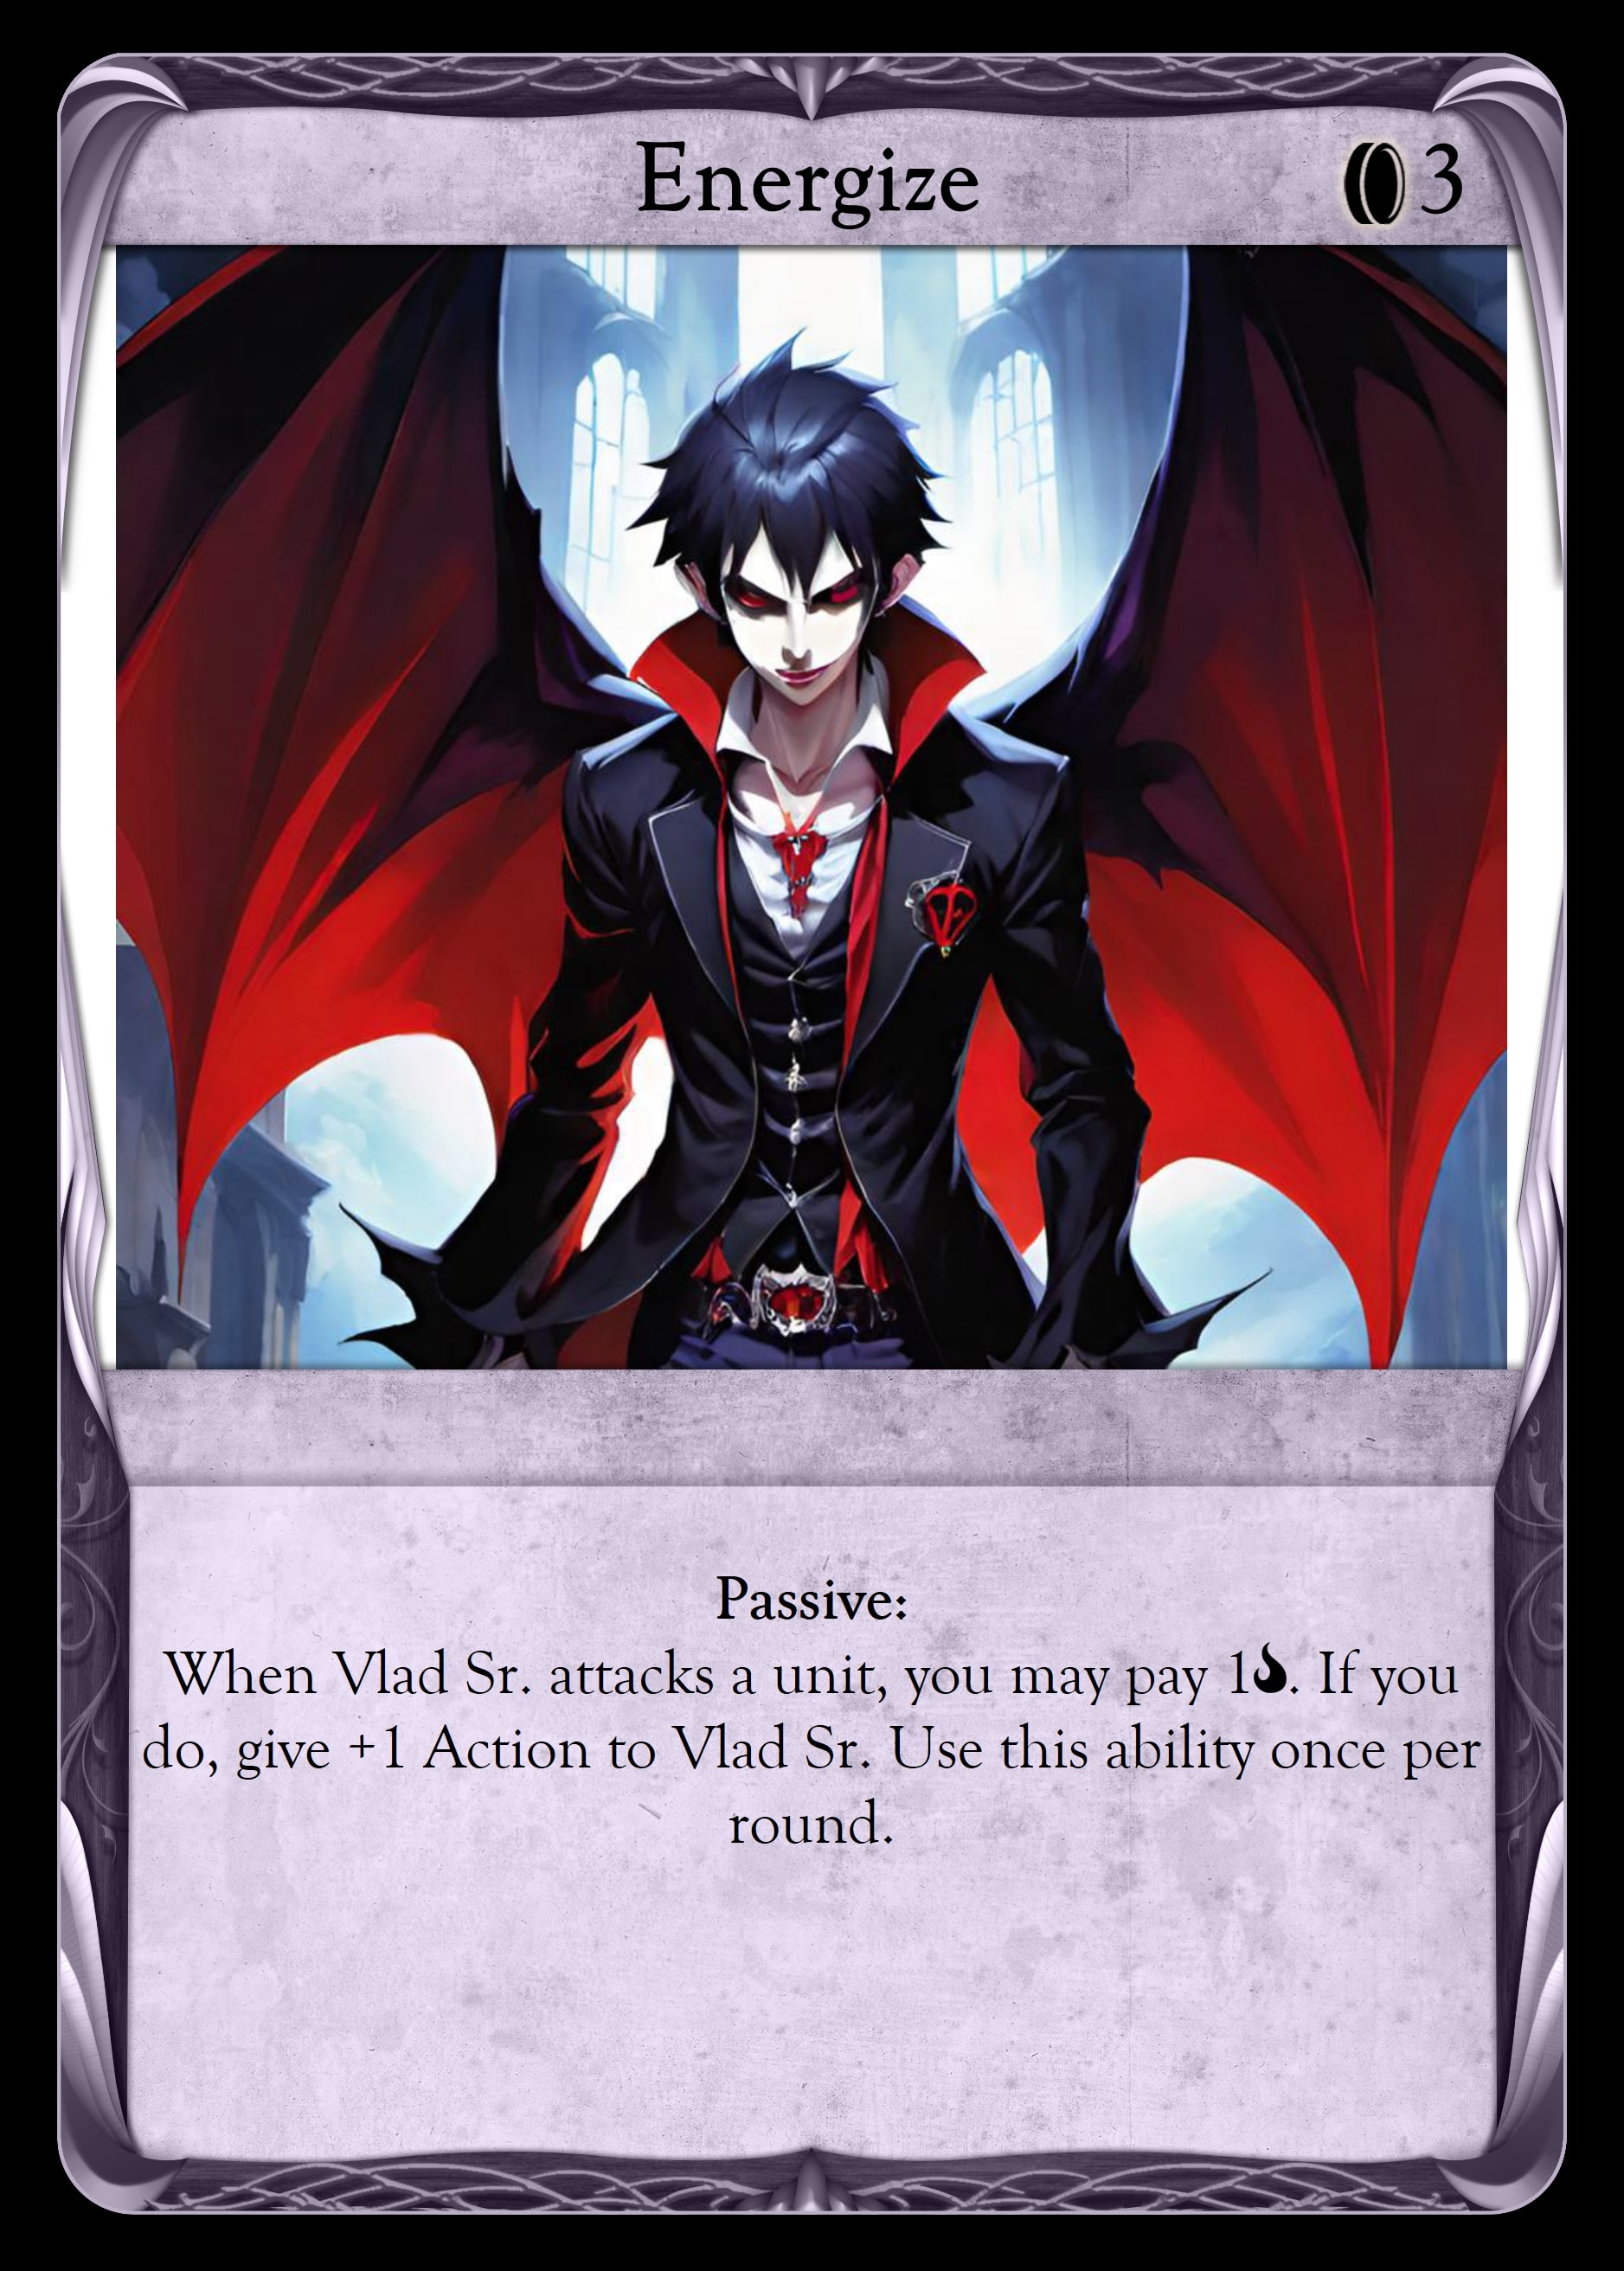 Energize
3
Passive:
When Vlad Sr. attacks a unit, you may pay 1. If you
do, give +1 Action to Vlad Sr. Use this ability once per
round.